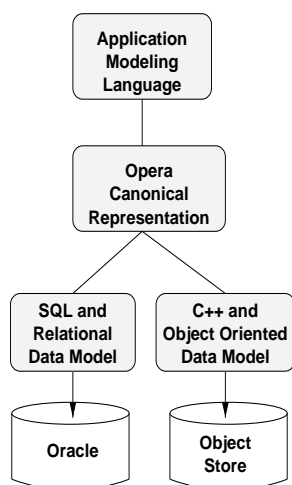 Application
Modeling
Language
Opera
Canonical
Representation
SQL and
Relational
Data Model
C++ and
Object Oriented
Data Model
Oracle
Object
Store